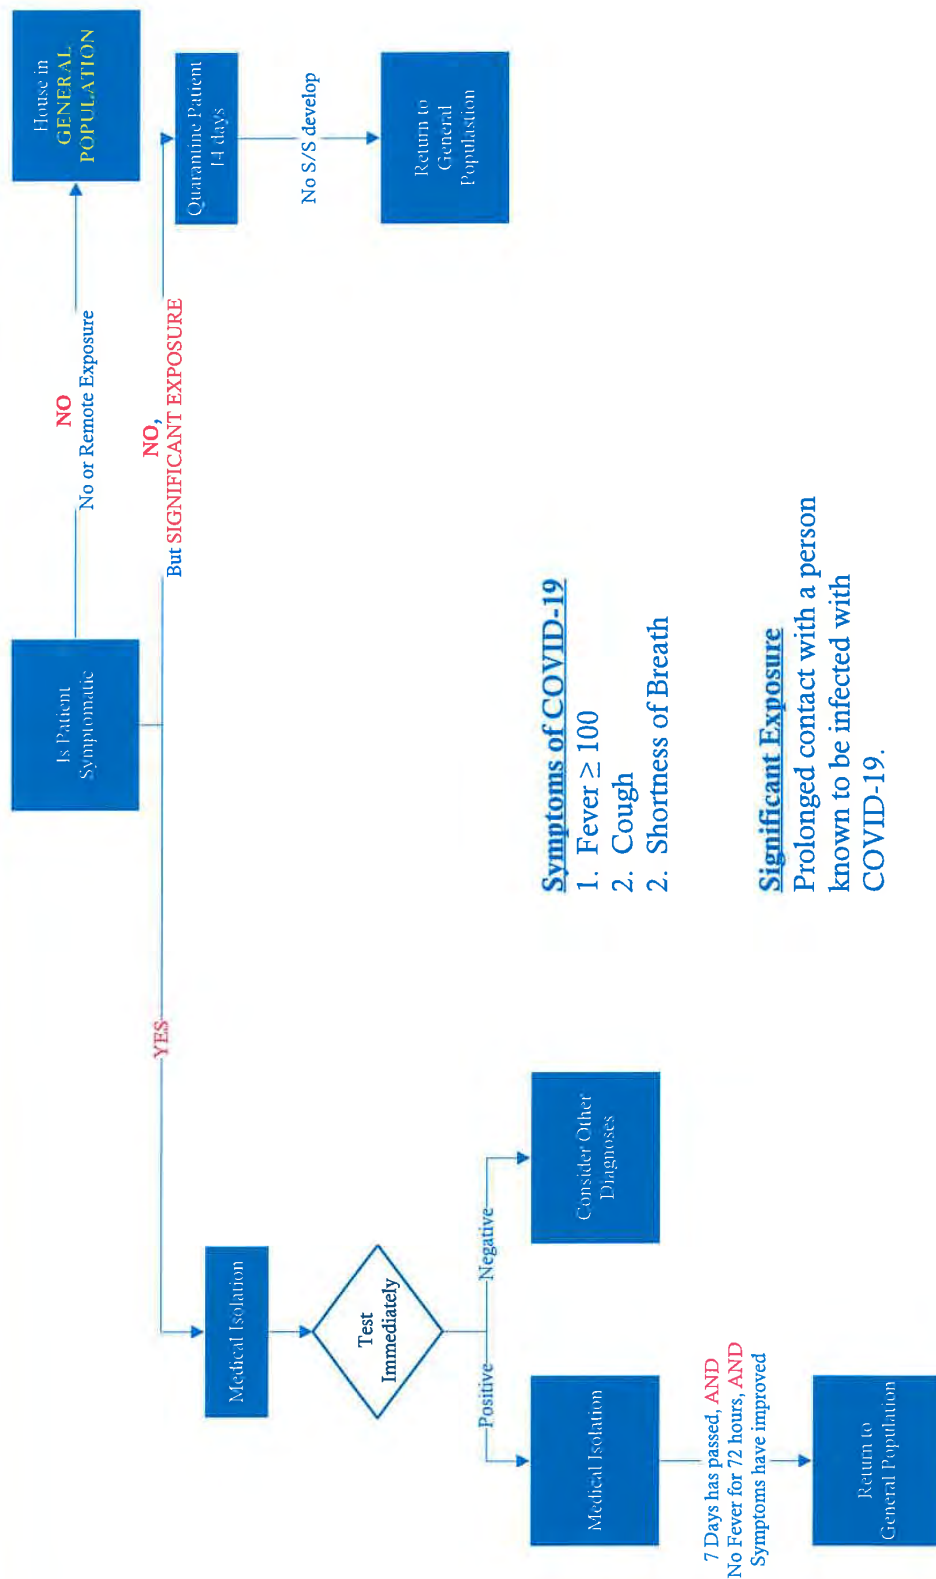 Is Patient
Symptomatic
NO
No or Remote Exposure
House in
GENERAL
POPULATION
YES
NO,
But SIGNIFICANT EXPOSURE
Medical Isolation
Quarantine Patient
14 days
Test
Immediately
No S/S develop
Positive
Negative
Return to
General
Populastion
Medical Isolation
Consider Other
Diagnoses
7 Days has passed, AND
No Fever for 72 hours, AND
Symptoms have improved
Return to
General Population
Symptoms of COVID-19
1. Fever ≥ 100
2. Cough
2. Shortness of Breath
Significant Exposure
Prolonged contact with a person
known to be infected with
COVID-19.